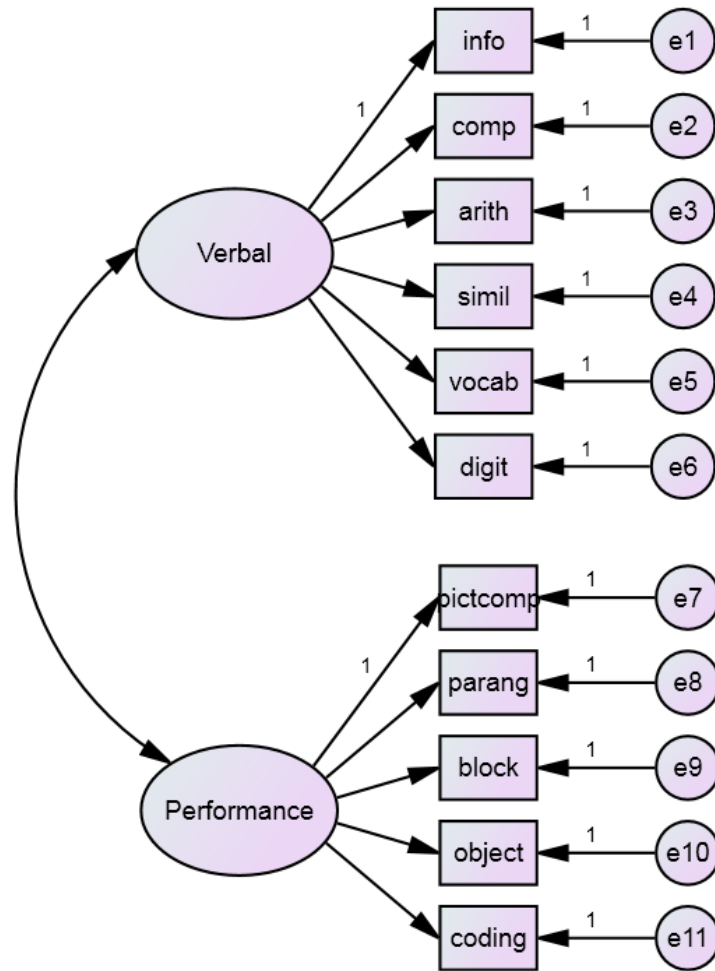 info 1 e1
1
comp 1 e2
arith 1 e3
Verbal
simil 1 e4
vocab 1 e5
digit 1 e6
pictcomp 1 e7
1
parang 1 e8
block 1 e9
Performance
object 1 e10
coding 1 e11